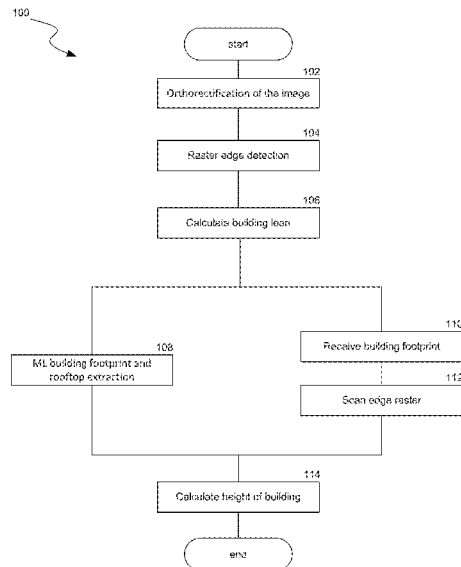 100
start
102
Orthorectification of the image
104
Raster edge detection
106
Calculate building lean
108
ML building footprint and
rooftop extraction
110
Receive building footprint
112
Scan edge raster
114
Calculate height of building
end